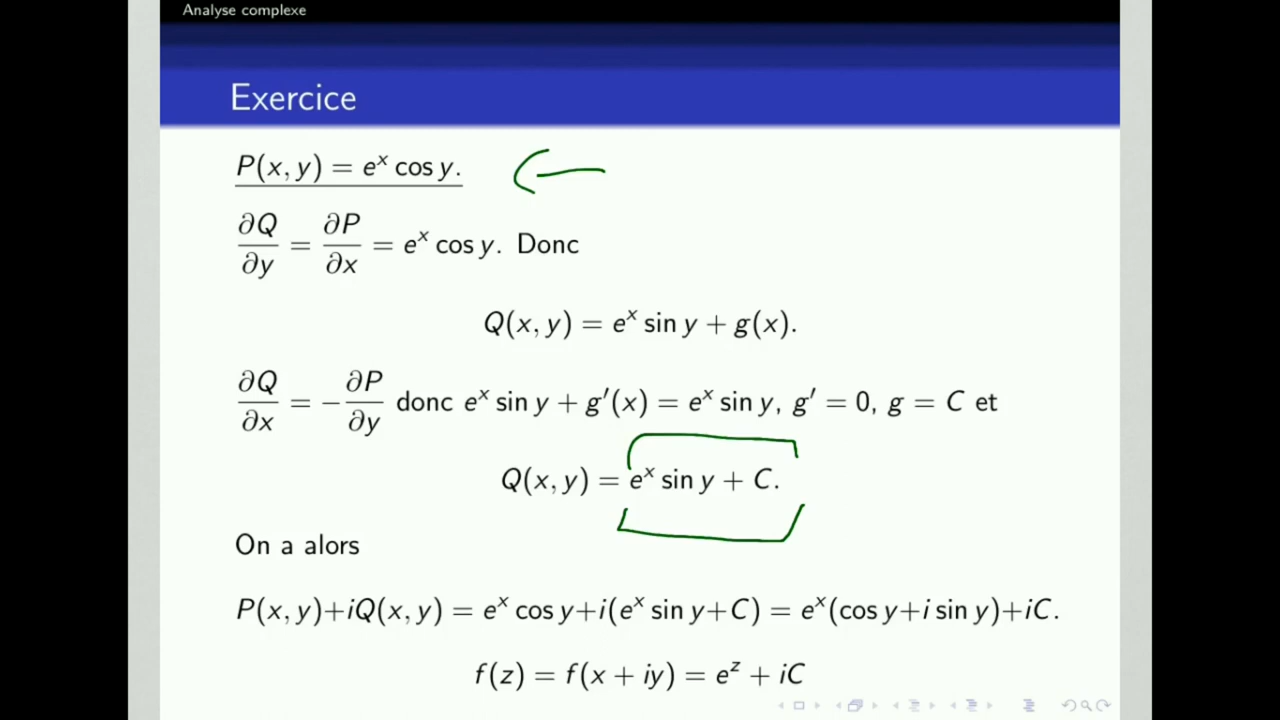 Analyse complexe
Exercice
P(x, y) = e^x cos y.
∂Q/∂y = ∂P/∂x = e^x cos y. Donc
Q(x, y) = e^x sin y + g(x).
∂Q/∂x = −∂P/∂y donc e^x sin y + g′(x) = e^x sin y, g′ = 0, g = C et
Q(x, y) = e^x sin y + C.
On a alors
P(x, y)+iQ(x, y) = e^x cos y+i(e^x sin y+C) = e^x(cos y+i sin y)+iC.
f(z) = f(x + iy) = e^z + iC